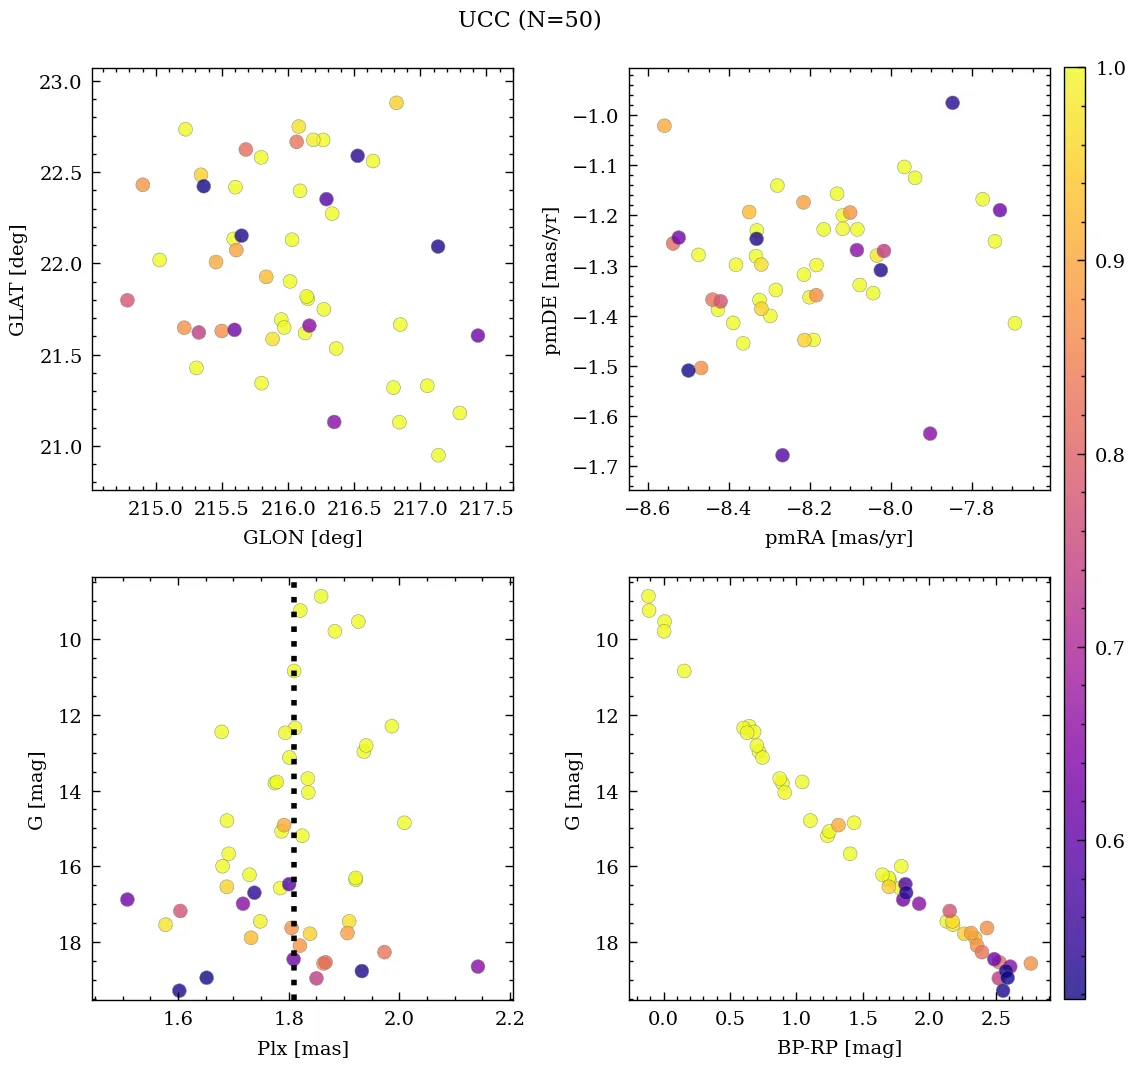 UCC (N=50)
23.0
22.5
22.0
21.5
21.0
GLAT [deg]
215.0 215.5 216.0 216.5 217.0 217.5
GLON [deg]
−1.0
−1.1
−1.2
−1.3
−1.4
−1.5
−1.6
−1.7
pmDE [mas/yr]
−8.6 −8.4 −8.2 −8.0 −7.8
pmRA [mas/yr]
10
12
14
16
18
G [mag]
1.6 1.8 2.0 2.2
Plx [mas]
10
12
14
16
18
G [mag]
0.0 0.5 1.0 1.5 2.0 2.5
BP-RP [mag]
1.0
0.9
0.8
0.7
0.6